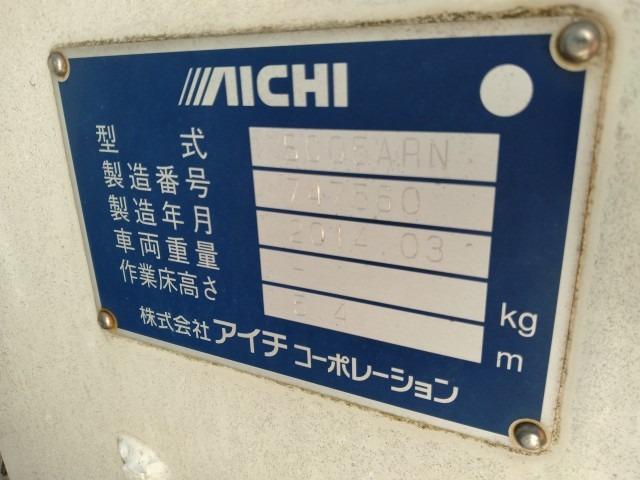 AICHI
型式
製造番号
製造年月 2014.03
車両重量 - kg
作業床高さ m
株式会社アイチコーポレーション